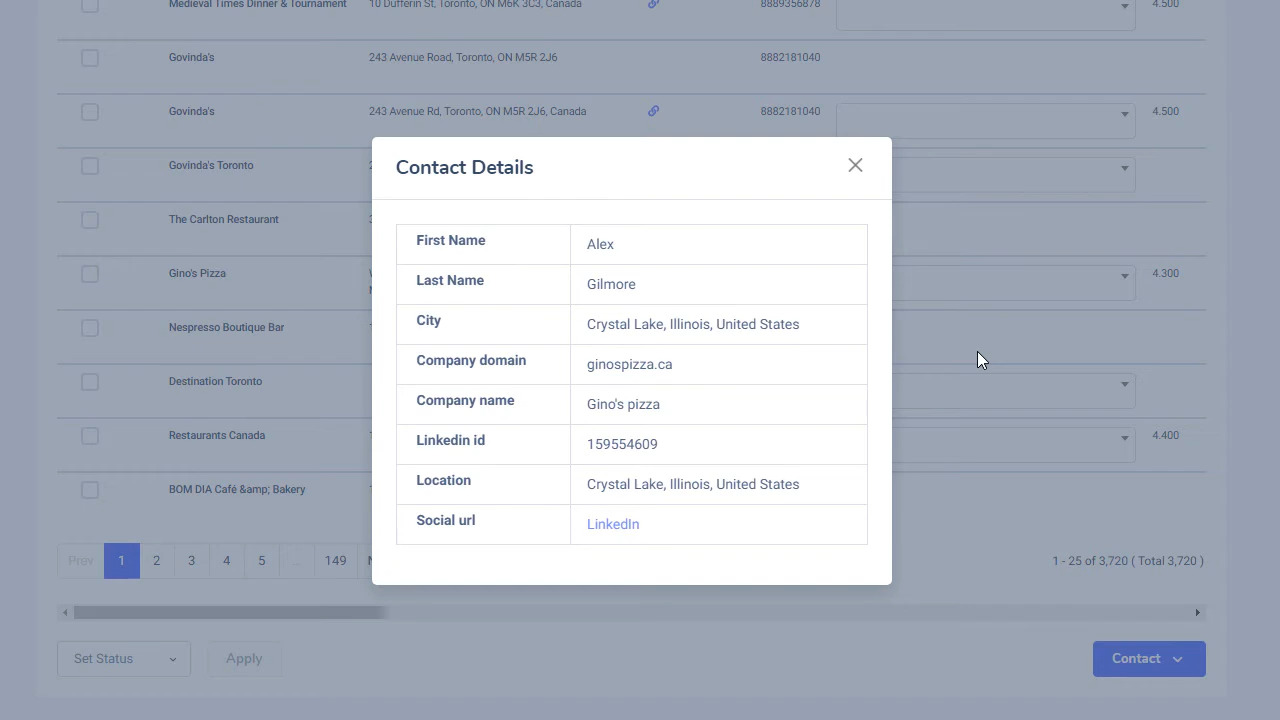 Medieval Times Dinner & Tournament 10 Dufferin St, Toronto, ON M6K 3C3, Canada 8889356878 4.500
Govinda's 243 Avenue Road, Toronto, ON M5R 2J6 8882181040
Govinda's 243 Avenue Rd, Toronto, ON M5R 2J6, Canada 8882181040 4.500
Govinda's Toronto
The Carlton Restaurant
Gino's Pizza 4.300
Nespresso Boutique Bar
Destination Toronto
Restaurants Canada 4.400
BOM DIA Café &amp; Bakery
Contact Details
First Name Alex
Last Name Gilmore
City Crystal Lake, Illinois, United States
Company domain ginospizza.ca
Company name Gino's pizza
Linkedin id 159554609
Location Crystal Lake, Illinois, United States
Social url LinkedIn
Prev 1 2 3 4 5 ... 149 1 - 25 of 3,720 ( Total 3,720 )
Set Status Apply Contact